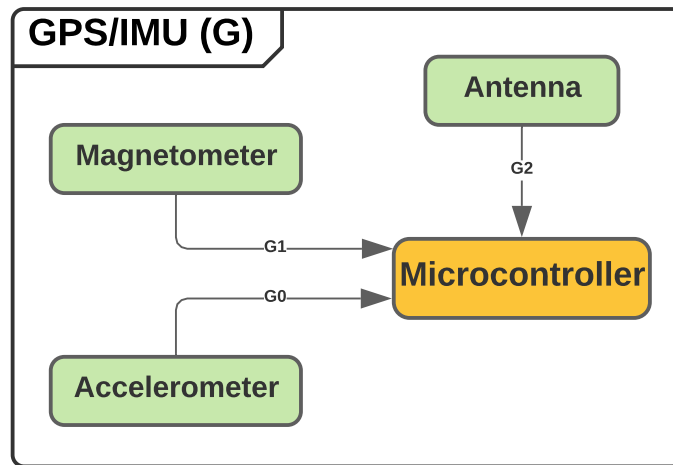 GPS/IMU (G)
Antenna
Magnetometer
G2
G1
Microcontroller
G0
Accelerometer